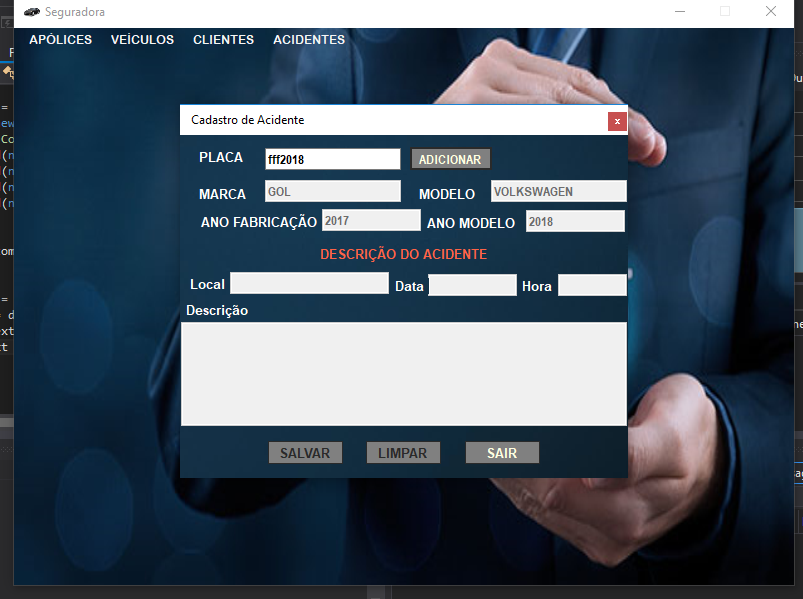 Seguradora
APÓLICES VEÍCULOS CLIENTES ACIDENTES
Cadastro de Acidente
x
PLACA fff2018 ADICIONAR
MARCA GOL MODELO VOLKSWAGEN
ANO FABRICAÇÃO 2017 ANO MODELO 2018
DESCRIÇÃO DO ACIDENTE
Local Data Hora
Descrição
SALVAR LIMPAR SAIR